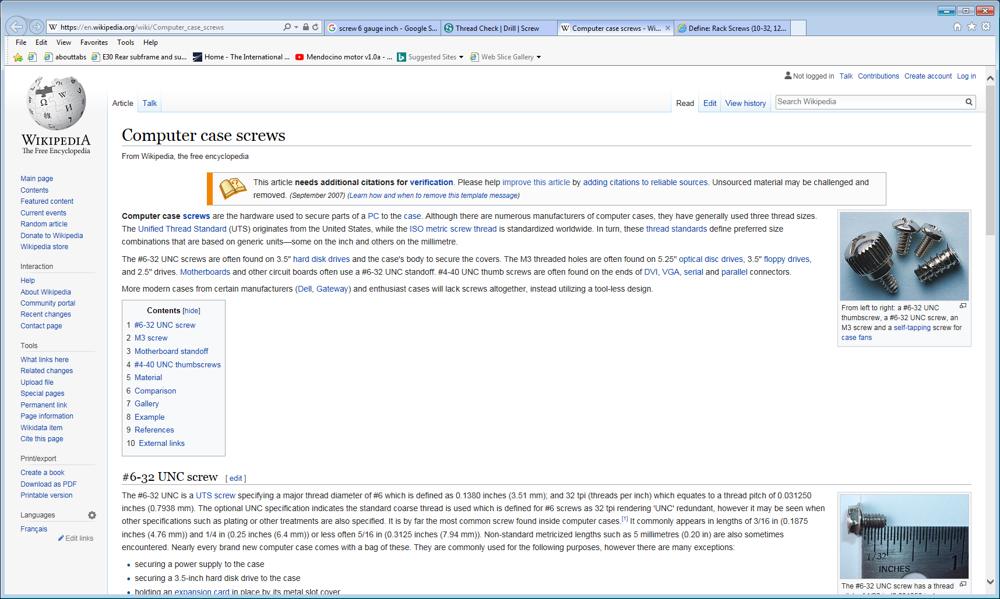 https://en.wikipedia.org/wiki/Computer_case_screws
screw 6 gauge inch - Google S...
Thread Check | Drill | Screw
Computer case screws - Wi...
Define: Rack Screws (10-32, 12...
File Edit View Favorites Tools Help
abouttabs
E30 Rear subframe and su...
Home - The International ...
Mendocino motor v1.0a - ...
Suggested Sites
Web Slice Gallery
Not logged in Talk Contributions Create account Log in
Article Talk
Read Edit View history
Search Wikipedia
WIKIPEDIA
The Free Encyclopedia
Main page
Contents
Featured content
Current events
Random article
Donate to Wikipedia
Wikipedia store
Interaction
Help
About Wikipedia
Community portal
Recent changes
Contact page
Tools
What links here
Related changes
Upload file
Special pages
Permanent link
Page information
Wikidata item
Cite this page
Print/export
Create a book
Download as PDF
Printable version
Languages
Français
Edit links
Computer case screws
From Wikipedia, the free encyclopedia
This article needs additional citations for verification. Please help improve this article by adding citations to reliable sources. Unsourced material may be challenged and
removed. (September 2007) (Learn how and when to remove this template message)
Computer case screws are the hardware used to secure parts of a PC to the case. Although there are numerous manufacturers of computer cases, they have generally used three thread sizes.
The Unified Thread Standard (UTS) originates from the United States, while the ISO metric screw thread is standardized worldwide. In turn, these thread standards define preferred size
combinations that are based on generic units—some on the inch and others on the millimetre.
The #6-32 UNC screws are often found on 3.5" hard disk drives and the case's body to secure the covers. The M3 threaded holes are often found on 5.25" optical disc drives, 3.5" floppy drives,
and 2.5" drives. Motherboards and other circuit boards often use a #6-32 UNC standoff. #4-40 UNC thumb screws are often found on the ends of DVI, VGA, serial and parallel connectors.
More modern cases from certain manufacturers (Dell, Gateway) and enthusiast cases will lack screws altogether, instead utilizing a tool-less design.
From left to right: a #6-32 UNC
thumbscrew, a #6-32 UNC screw, an
M3 screw and a self-tapping screw for
case fans
Contents [hide]
1 #6-32 UNC screw
2 M3 screw
3 Motherboard standoff
4 #4-40 UNC thumbscrews
5 Material
6 Comparison
7 Gallery
8 Example
9 References
10 External links
#6-32 UNC screw [ edit ]
The #6-32 UNC is a UTS screw specifying a major thread diameter of #6 which is defined as 0.1380 inches (3.51 mm); and 32 tpi (threads per inch) which equates to a thread pitch of 0.031250
inches (0.7938 mm). The optional UNC specification indicates the standard coarse thread is used which is defined for #6 screws as 32 tpi rendering 'UNC' redundant, however it may be seen when
other specifications such as plating or other treatments are also specified. It is by far the most common screw found inside computer cases.[1] It commonly appears in lengths of 3/16 in (0.1875
inches (4.76 mm)) and 1/4 in (0.25 inches (6.4 mm)) or less often 5/16 in (0.3125 inches (7.94 mm)). Non-standard metricized lengths such as 5 millimetres (0.20 in) are also sometimes
encountered. Nearly every brand new computer case comes with a bag of these. They are commonly used for the following purposes, however there are many exceptions:
securing a power supply to the case
securing a 3.5-inch hard disk drive to the case
holding an expansion card in place by its metal slot cover
1/32
INCHES
1
The #6-32 UNC screw has a thread